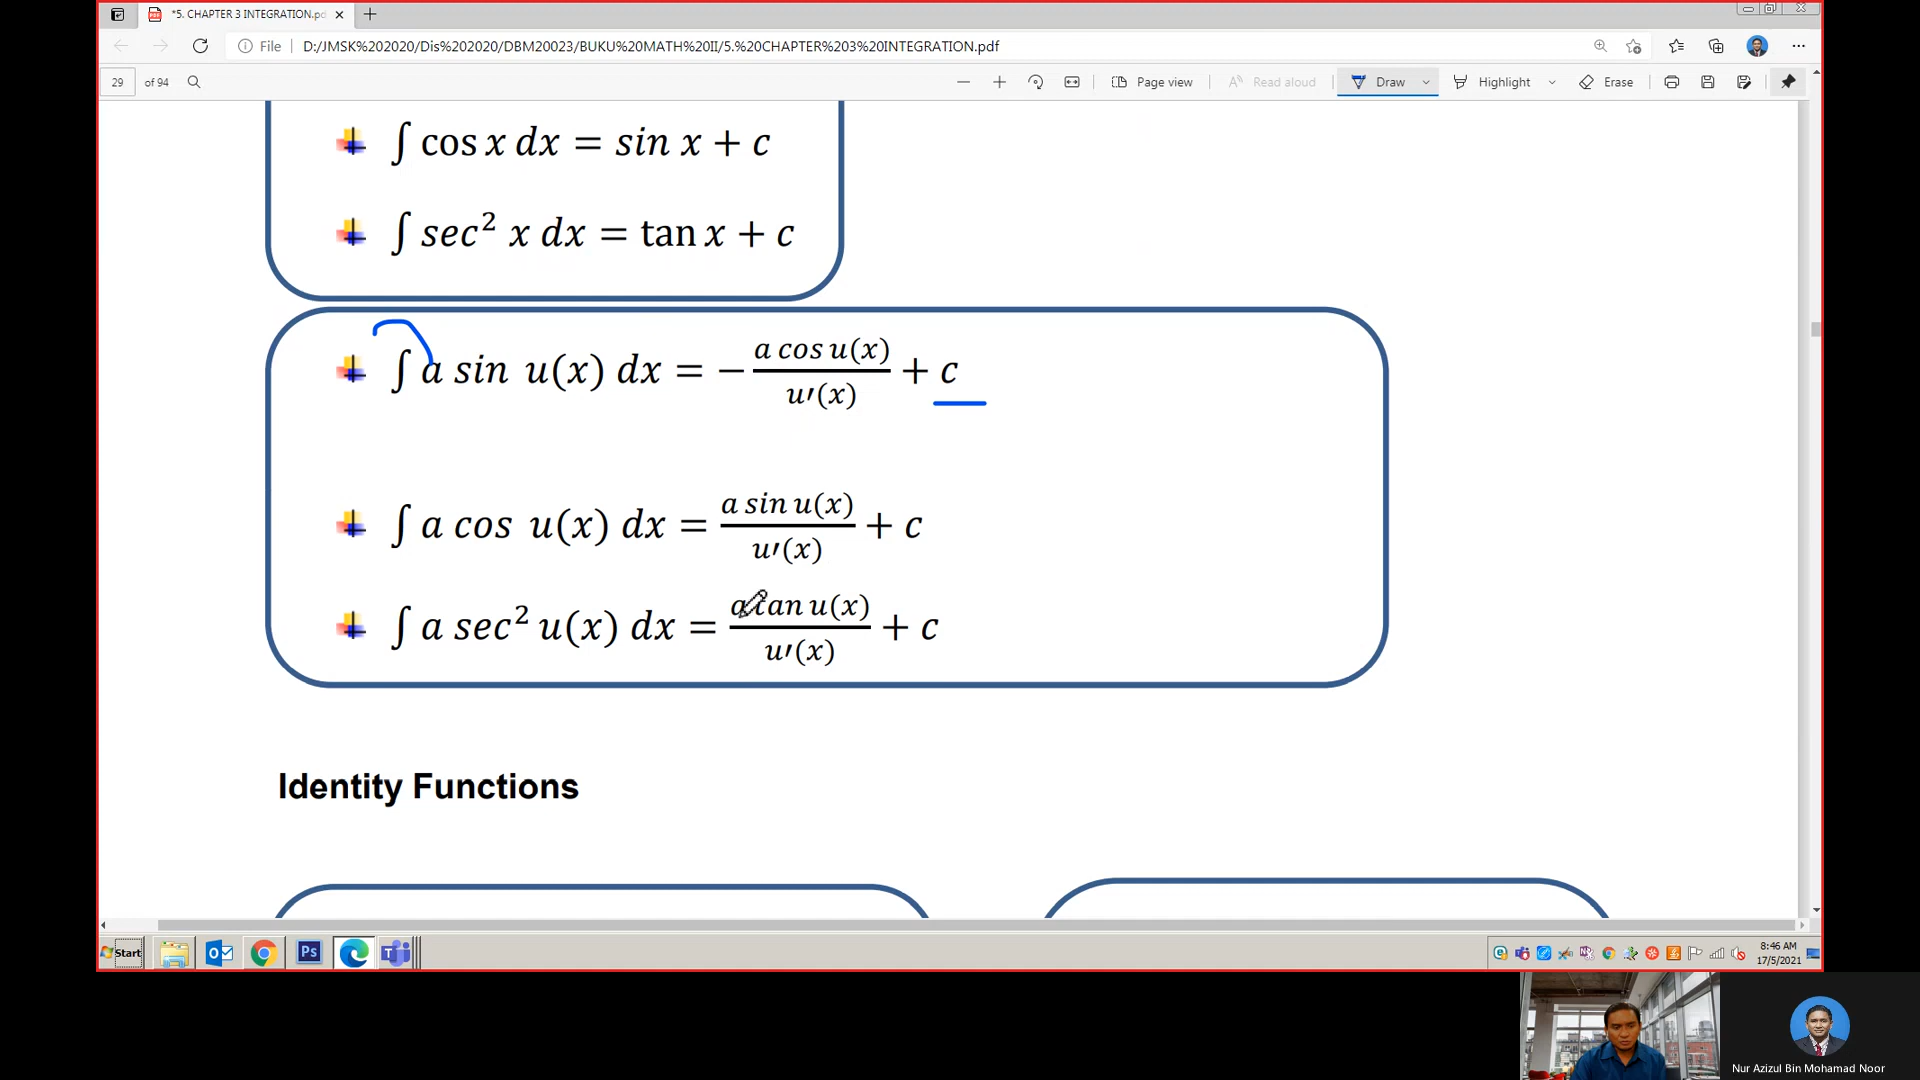 *5. CHAPTER 3 INTEGRATION.pd
File D:/JMSK%202020/Dis%202020/DBM20023/BUKU%20MATH%20II/5.%20CHAPTER%203%20INTEGRATION.pdf
29 of 94 Page view Read aloud Draw Highlight Erase
∫ cos x dx = sin x + c
∫ sec² x dx = tan x + c
∫ a sin u(x) dx = − a cos u(x) / u′(x) + c
∫ a cos u(x) dx = a sin u(x) / u′(x) + c
∫ a sec² u(x) dx = a tan u(x) / u′(x) + c
Identity Functions
Start Ps 8:46 AM
17/5/2021
Nur Azizul Bin Mohamad Noor